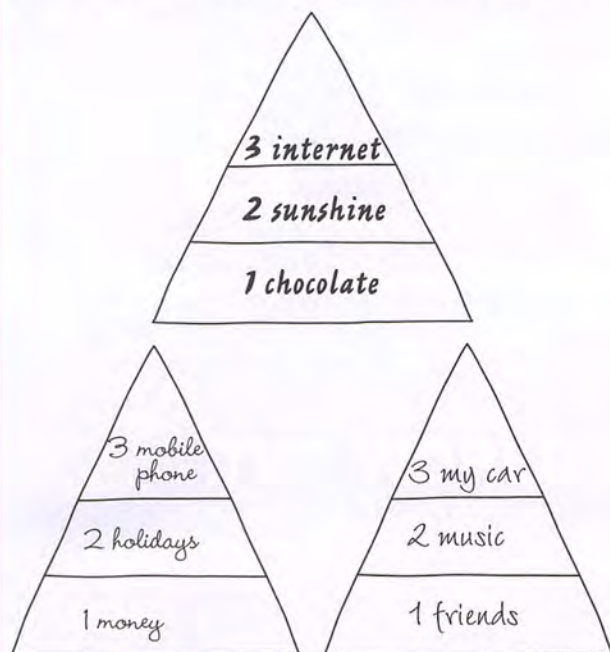 3 internet
2 sunshine
1 chocolate
3 mobile
phone
2 holidays
1 money
3 my car
2 music
1 friends